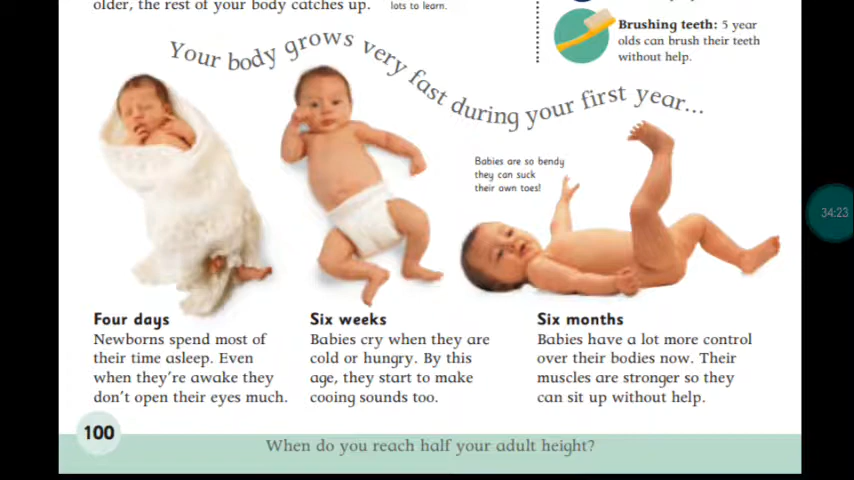 older, the rest of your body catches up.
lots to learn.
Brushing teeth: 5 year
olds can brush their teeth
without help.
Your body grows very fast during your first year...
Babies are so bendy
they can suck
their own toes!
34:23
Four days
Newborns spend most of
their time asleep. Even
when they're awake they
don't open their eyes much.
Six weeks
Babies cry when they are
cold or hungry. By this
age, they start to make
cooing sounds too.
Six months
Babies have a lot more control
over their bodies now. Their
muscles are stronger so they
can sit up without help.
100
When do you reach half your adult height?